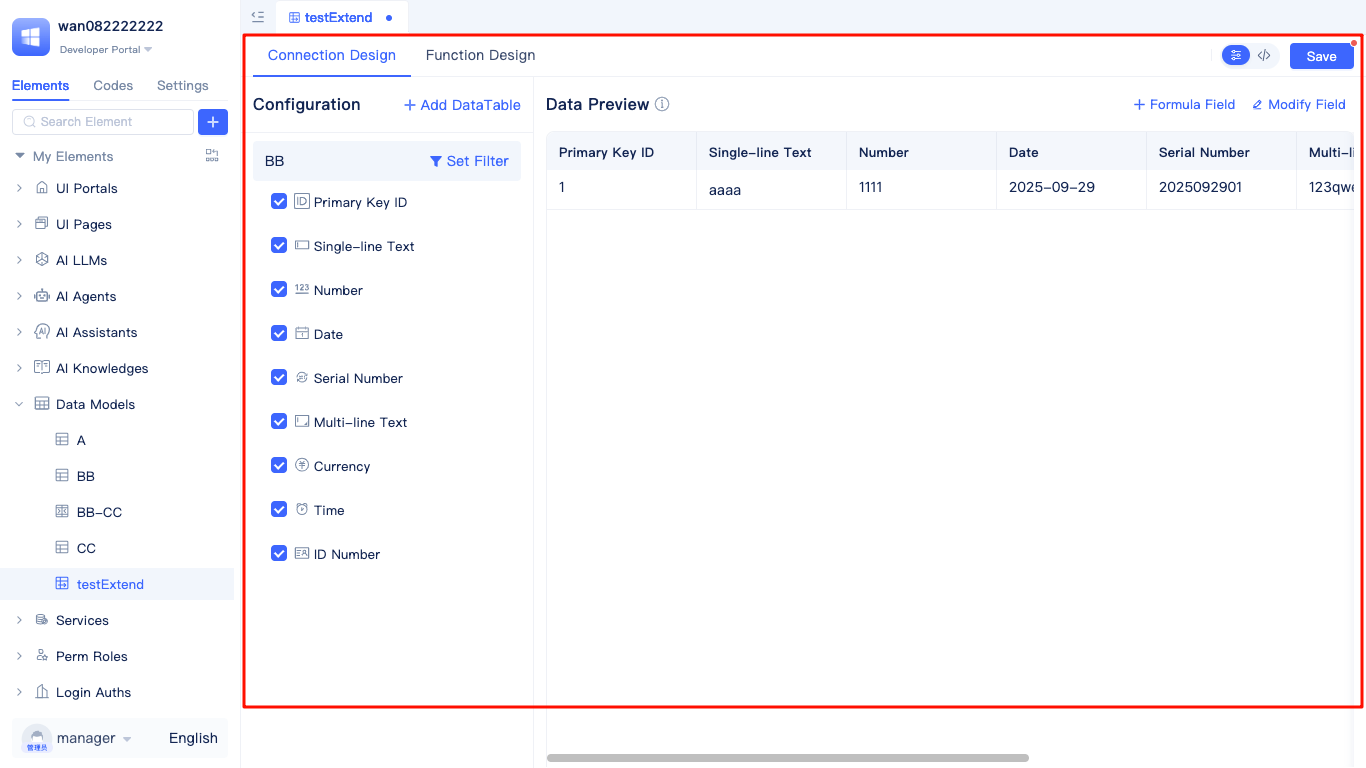 wan082222222
Developer Portal
Elements Codes Settings
Search Element
My Elements
UI Portals
UI Pages
AI LLMs
AI Agents
AI Assistants
AI Knowledges
Data Models
A
BB
BB-CC
CC
testExtend
Services
Perm Roles
Login Auths
管理员
manager
English
testExtend
Connection Design Function Design
Save
Configuration
+ Add DataTable
BB
Set Filter
ID Primary Key ID
Single-line Text
123 Number
Date
Serial Number
Multi-line Text
Currency
Time
ID Number
Data Preview
+ Formula Field Modify Field
Primary Key ID Single-line Text Number Date Serial Number Multi-li
1 aaaa 1111 2025-09-29 2025092901 123qwe